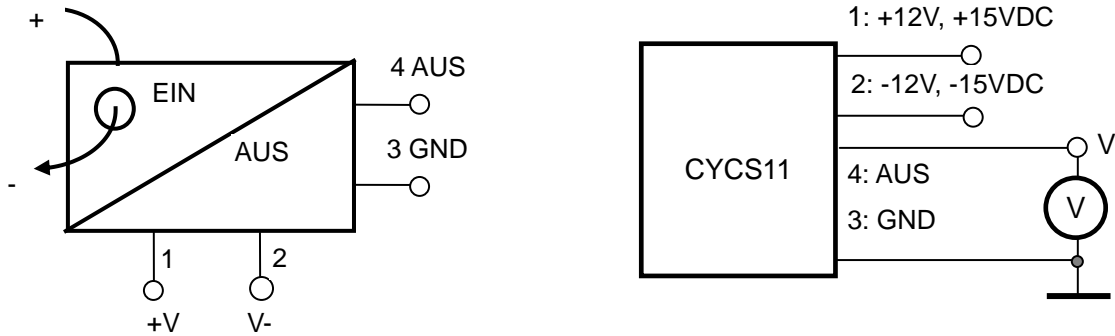 +
EIN
AUS
-
4 AUS
3 GND
1
2
+V
V-
1: +12V, +15VDC
2: -12V, -15VDC
CYCS11
V
4: AUS
V
3: GND